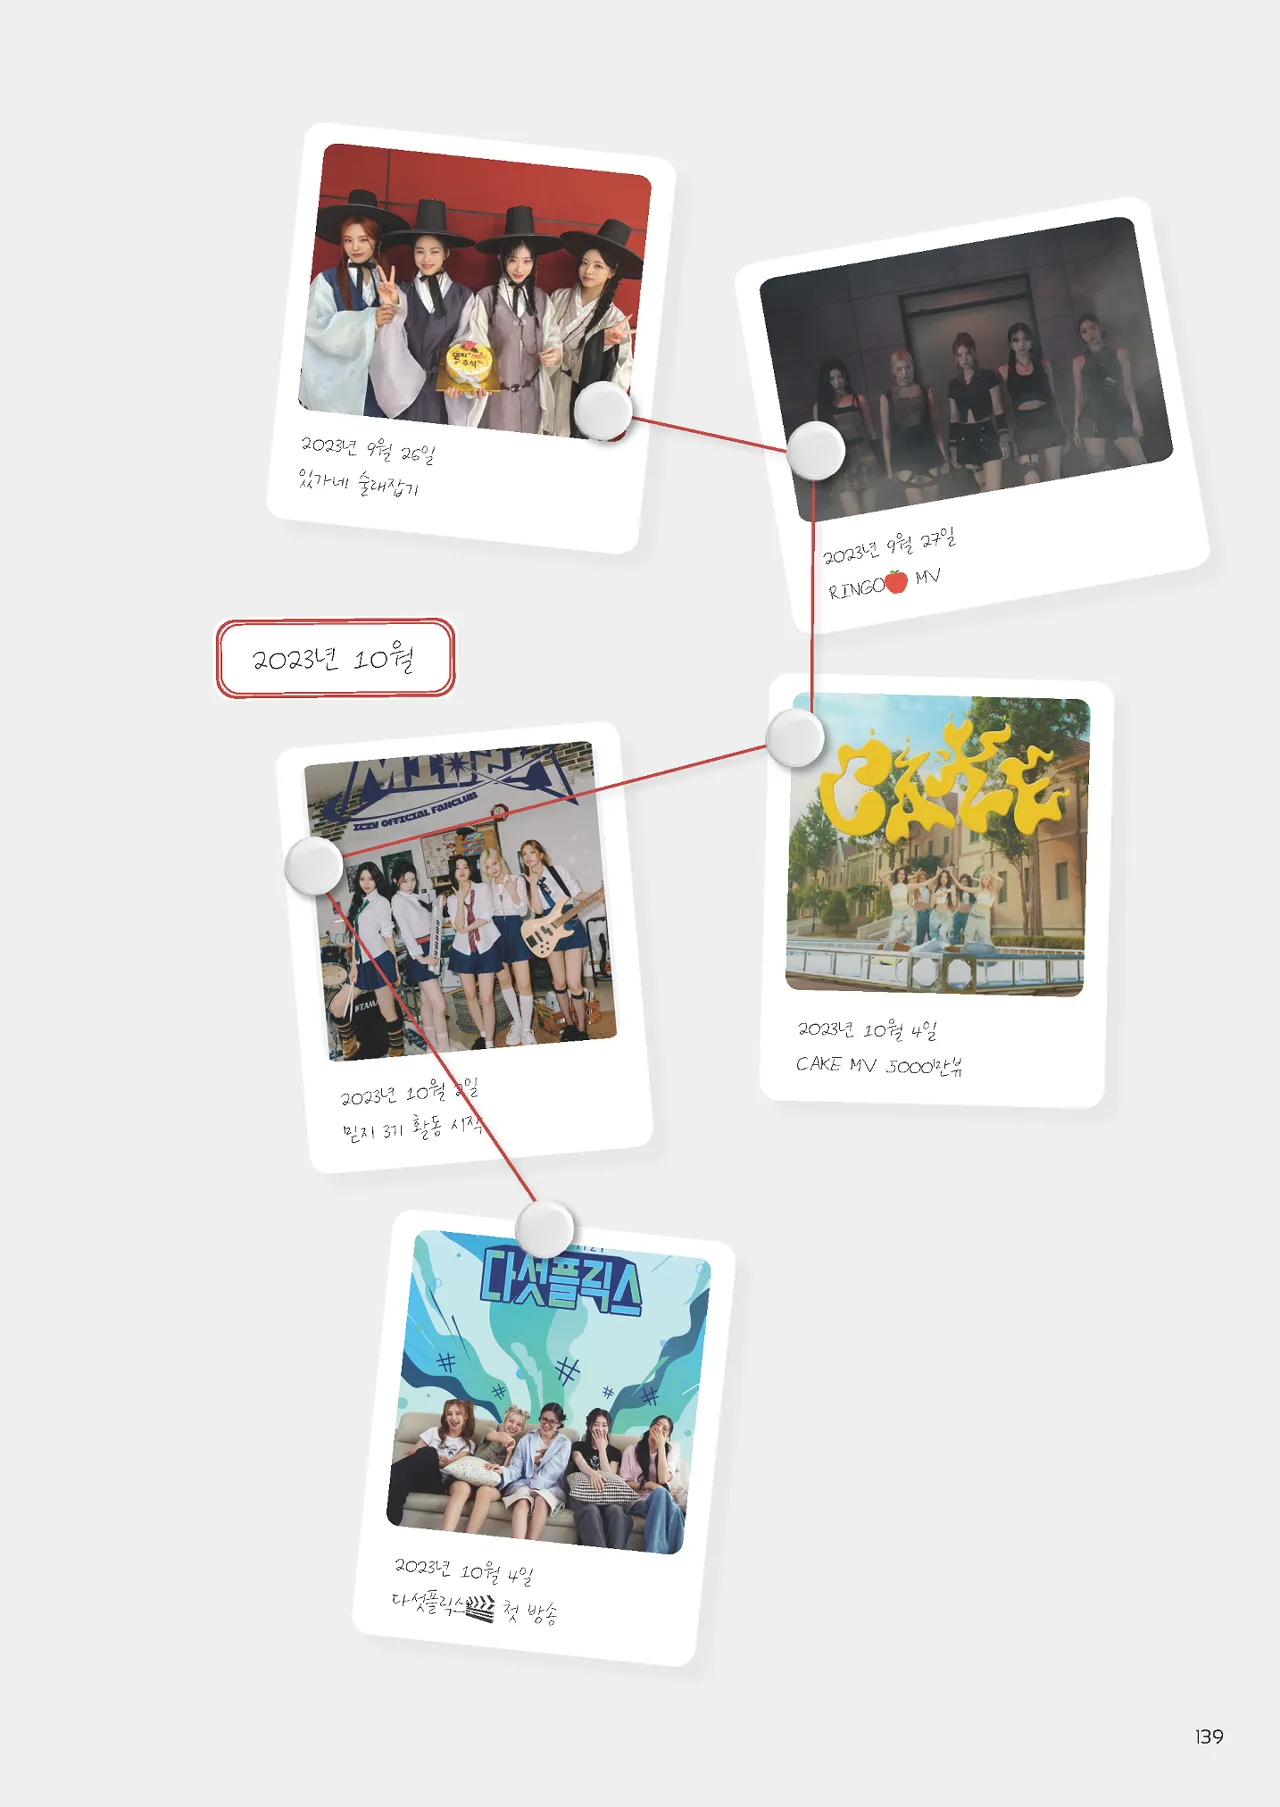 2023년 9월 26일
있가네! 술래잡기
2023년 9월 27일
RINGO🍎 MV
2023년 10월
ITZY OFFICIAL FANCLUB
TAMA
2023년 10월 2일
믿지 3기 활동 시작
CAKE
2023년 10월 4일
CAKE MV 5000만뷰
다섯플릭스
2023년 10월 4일
다섯플릭스🎬 첫 방송
139